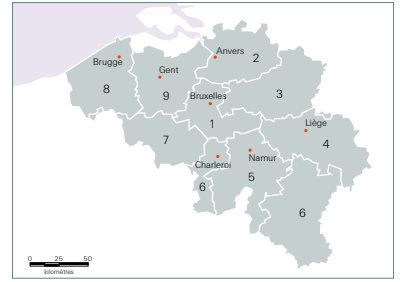 Anvers
2
Brugge
Gent
8
9
Bruxelles
3
1
Liège
7
4
Charleroi
Namur
5
6
6
0 25 50
kilomètres